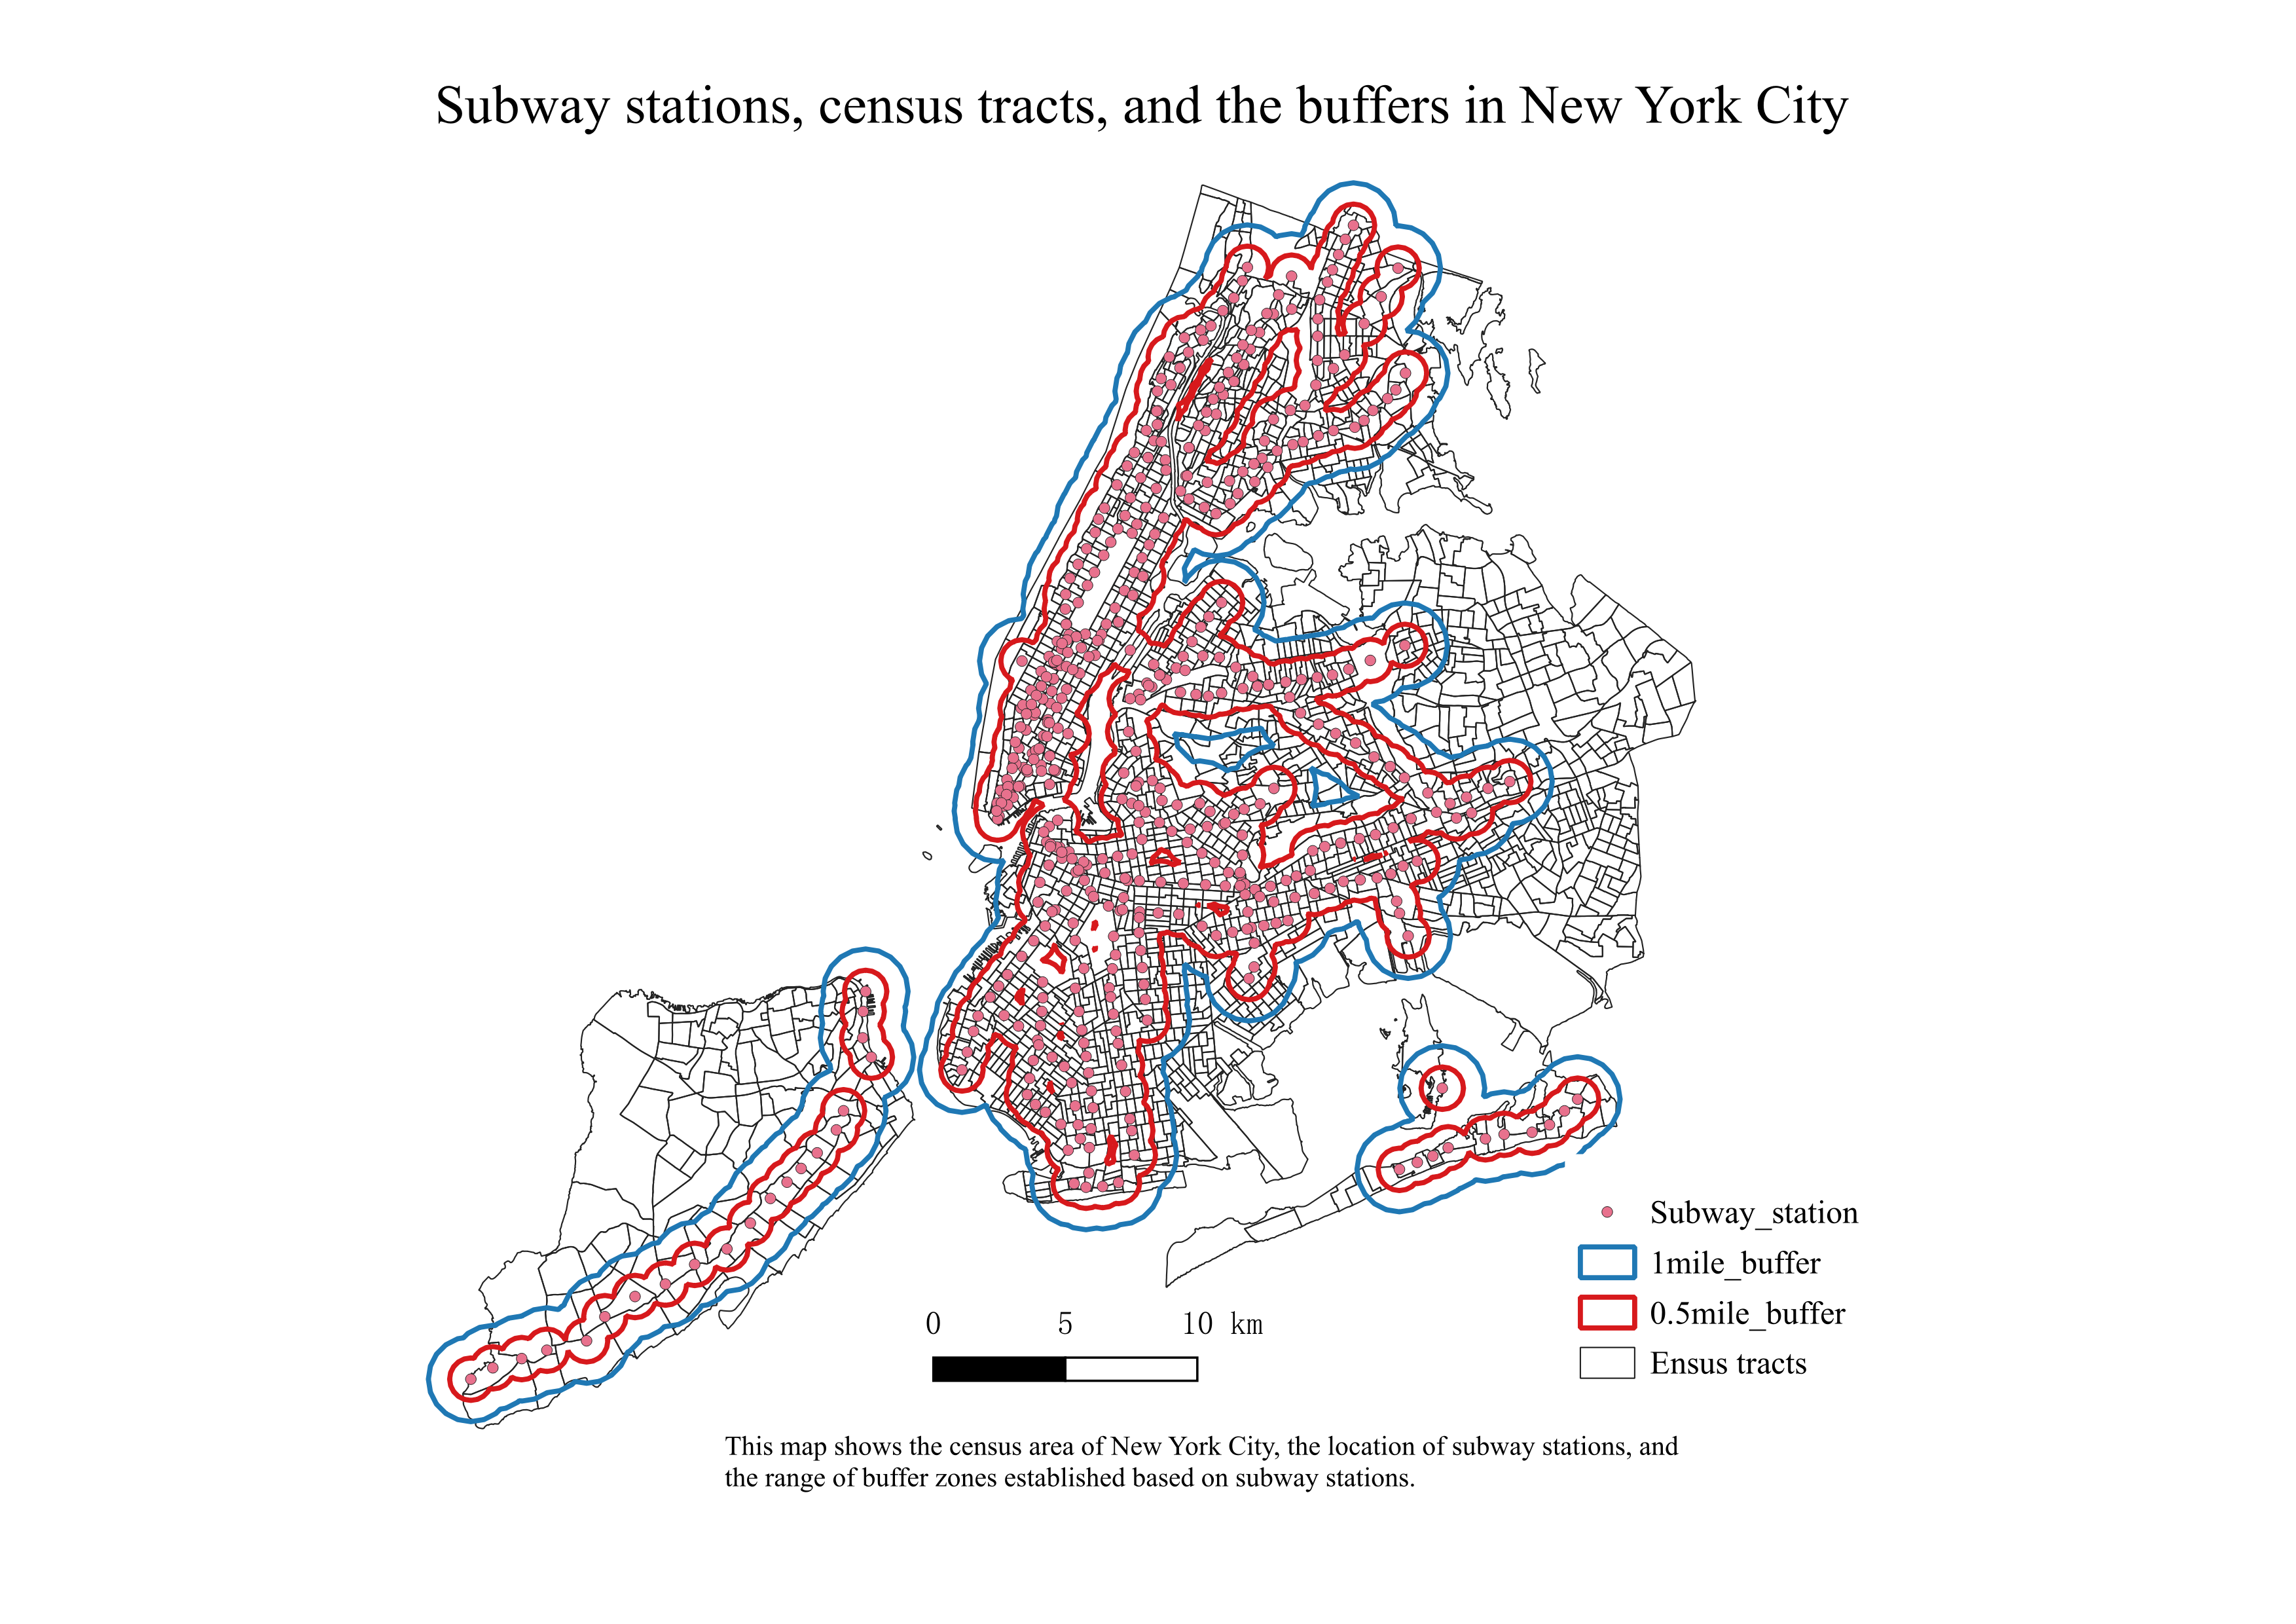 Subway stations, census tracts, and the buffers in New York City
Subway_station
1mile_buffer
0.5mile_buffer
Ensus tracts
0 5 10 km
This map shows the census area of New York City, the location of subway stations, and
the range of buffer zones established based on subway stations.